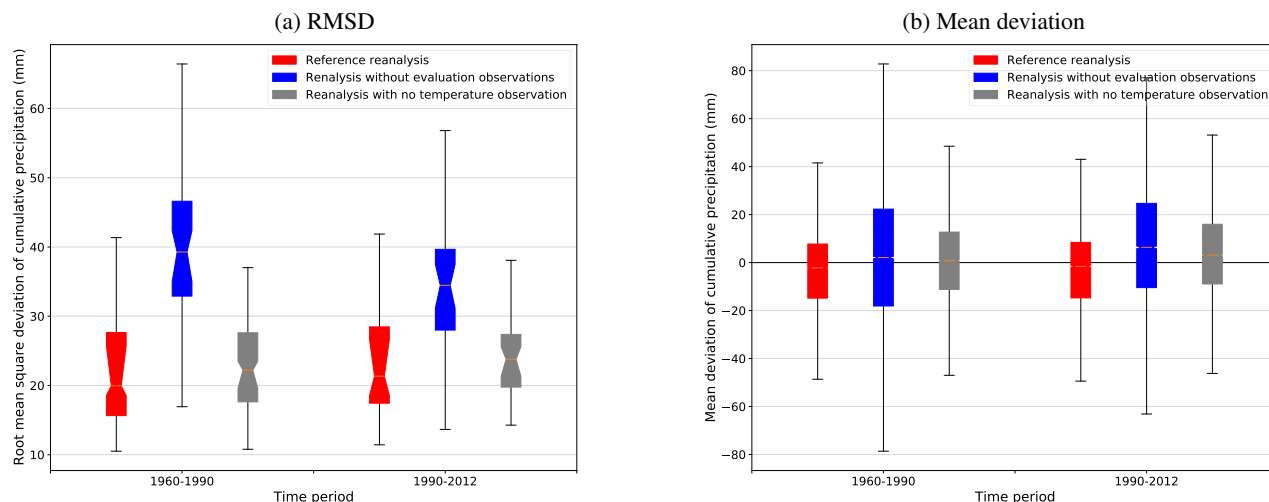 (a) RMSD
Root mean square deviation of cumulative precipitation (mm)
60
50
40
30
20
10
Reference reanalysis
Renalysis without evaluation observations
Reanalysis with no temperature observation
1960-1990
1990-2012
Time period
(b) Mean deviation
Mean deviation of cumulative precipitation (mm)
80
60
40
20
0
−20
−40
−60
−80
Reference reanalysis
Renalysis without evaluation observations
Reanalysis with no temperature observation
1960-1990
1990-2012
Time period